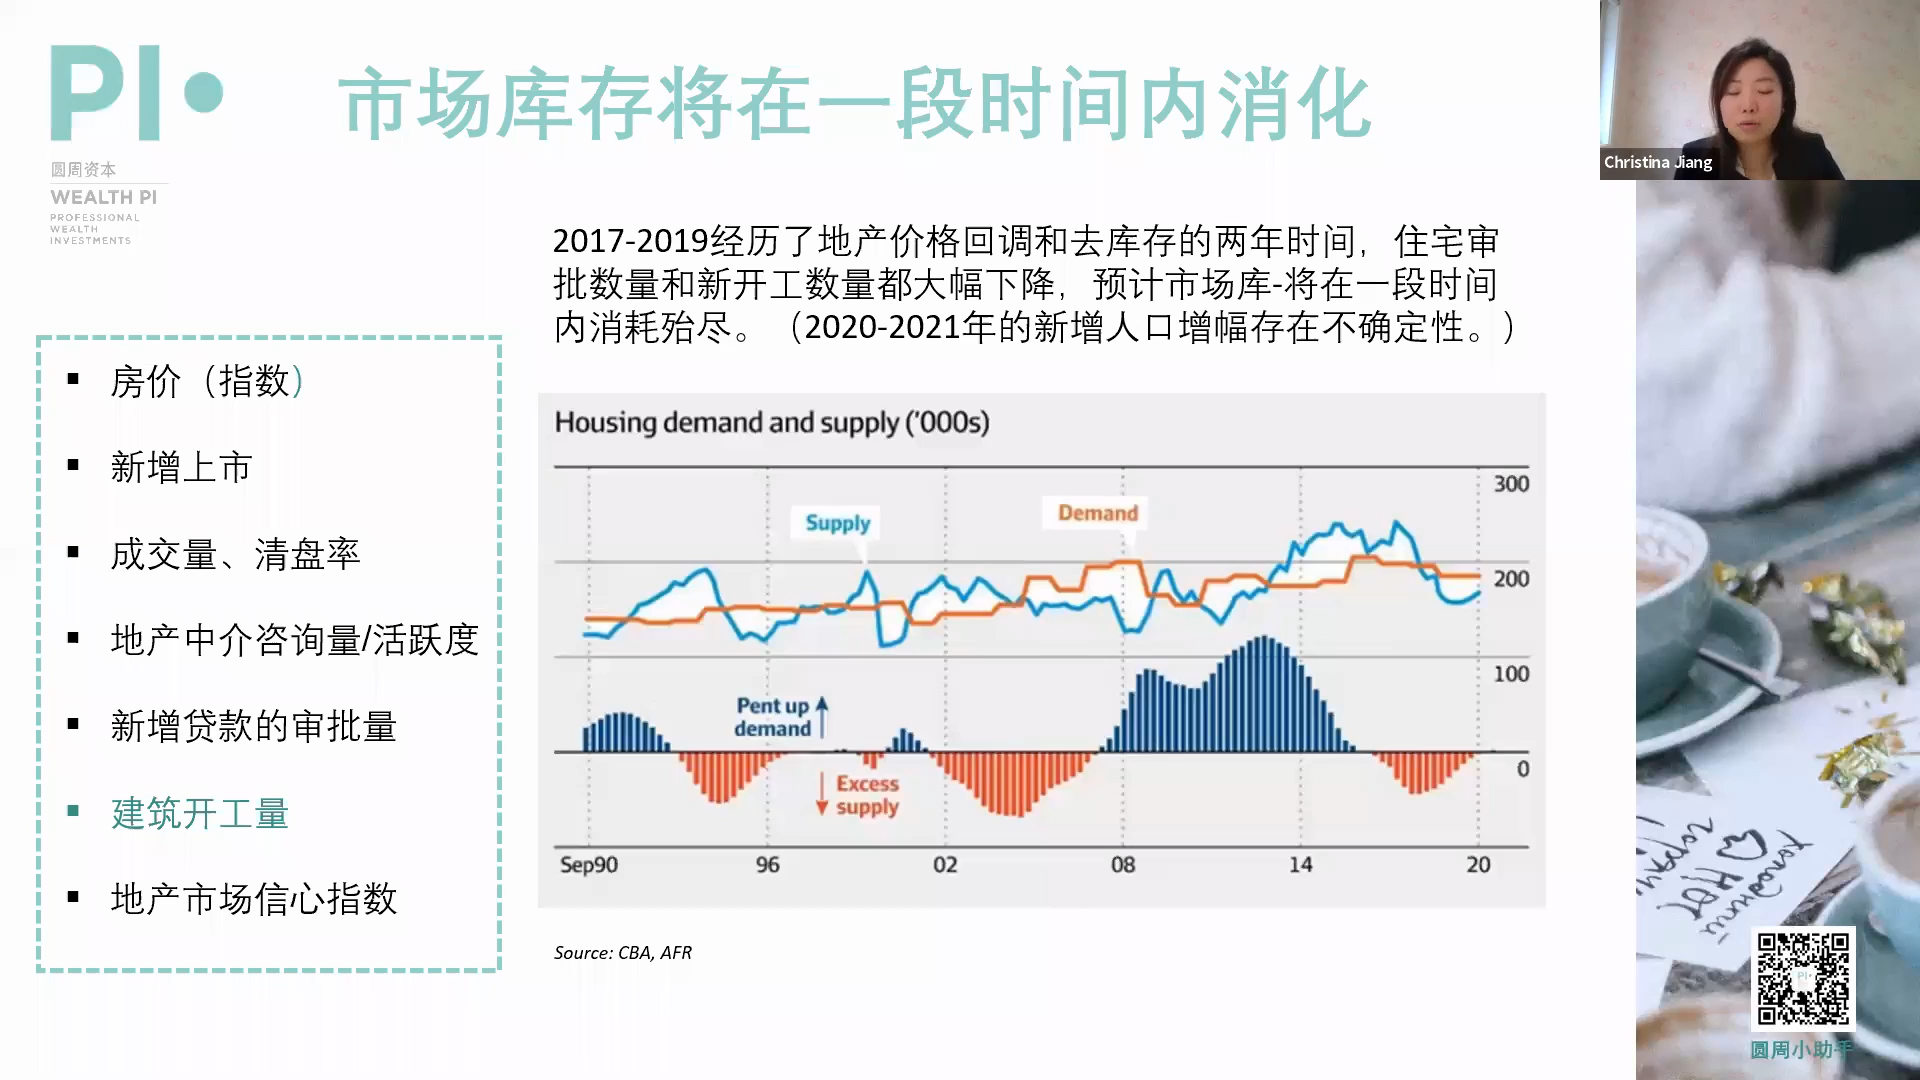 PI•
圆周资本
WEALTH PI
PROFESSIONAL
WEALTH
INVESTMENTS
市场库存将在一段时间内消化
Christina Jiang
2017-2019经历了地产价格回调和去库存的两年时间，住宅审
批数量和新开工数量都大幅下降，预计市场库-将在一段时间
内消耗殆尽。（2020-2021年的新增人口增幅存在不确定性。）
▪ 房价（指数）
▪ 新增上市
▪ 成交量、清盘率
▪ 地产中介咨询量/活跃度
▪ 新增贷款的审批量
▪ 建筑开工量
▪ 地产市场信心指数
Housing demand and supply ('000s)
300
Supply
Demand
200
100
Pent up
demand
0
Excess
supply
Sep90 96 02 08 14 20
Source: CBA, AFR
圆周小助手